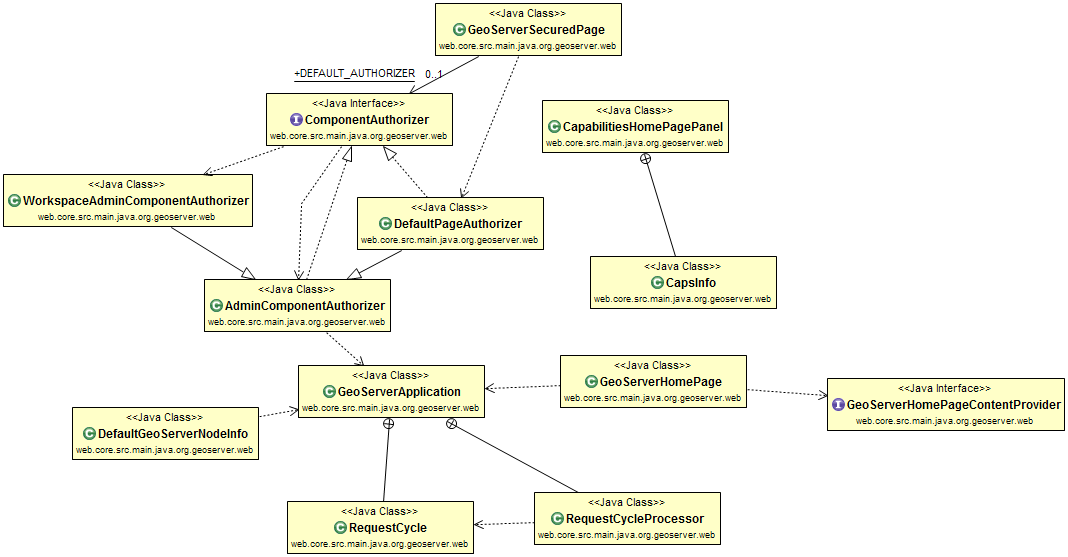 <<Java Class>>
GeoServerSecuredPage
web.core.src.main.java.org.geoserver.web
+DEFAULT_AUTHORIZER 0..1
<<Java Interface>>
ComponentAuthorizer
web.core.src.main.java.org.geoserver.web
<<Java Class>>
CapabilitiesHomePagePanel
web.core.src.main.java.org.geoserver.web
<<Java Class>>
WorkspaceAdminComponentAuthorizer
web.core.src.main.java.org.geoserver.web
<<Java Class>>
DefaultPageAuthorizer
web.core.src.main.java.org.geoserver.web
<<Java Class>>
CapsInfo
web.core.src.main.java.org.geoserver.web
<<Java Class>>
AdminComponentAuthorizer
web.core.src.main.java.org.geoserver.web
<<Java Class>>
GeoServerApplication
web.core.src.main.java.org.geoserver.web
<<Java Class>>
GeoServerHomePage
web.core.src.main.java.org.geoserver.web
<<Java Interface>>
GeoServerHomePageContentProvider
web.core.src.main.java.org.geoserver.web
<<Java Class>>
DefaultGeoServerNodeInfo
web.core.src.main.java.org.geoserver.web
<<Java Class>>
RequestCycle
web.core.src.main.java.org.geoserver.web
<<Java Class>>
RequestCycleProcessor
web.core.src.main.java.org.geoserver.web